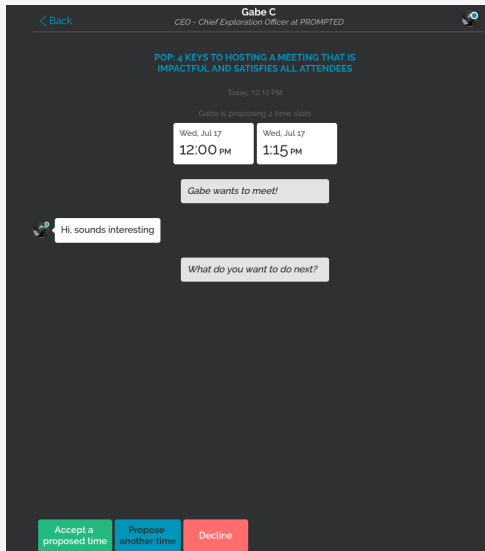 < Back
Gabe C
CEO - Chief Exploration Officer at PROMPTED
POP: 4 KEYS TO HOSTING A MEETING THAT IS
IMPACTFUL AND SATISFIES ALL ATTENDEES
Today, 12:10 PM
Gabe is proposing 2 time slots
Wed, Jul 17
12:00 PM
Wed, Jul 17
1:15 PM
Gabe wants to meet!
Hi, sounds interesting
What do you want to do next?
Accept a
proposed time
Propose
another time
Decline